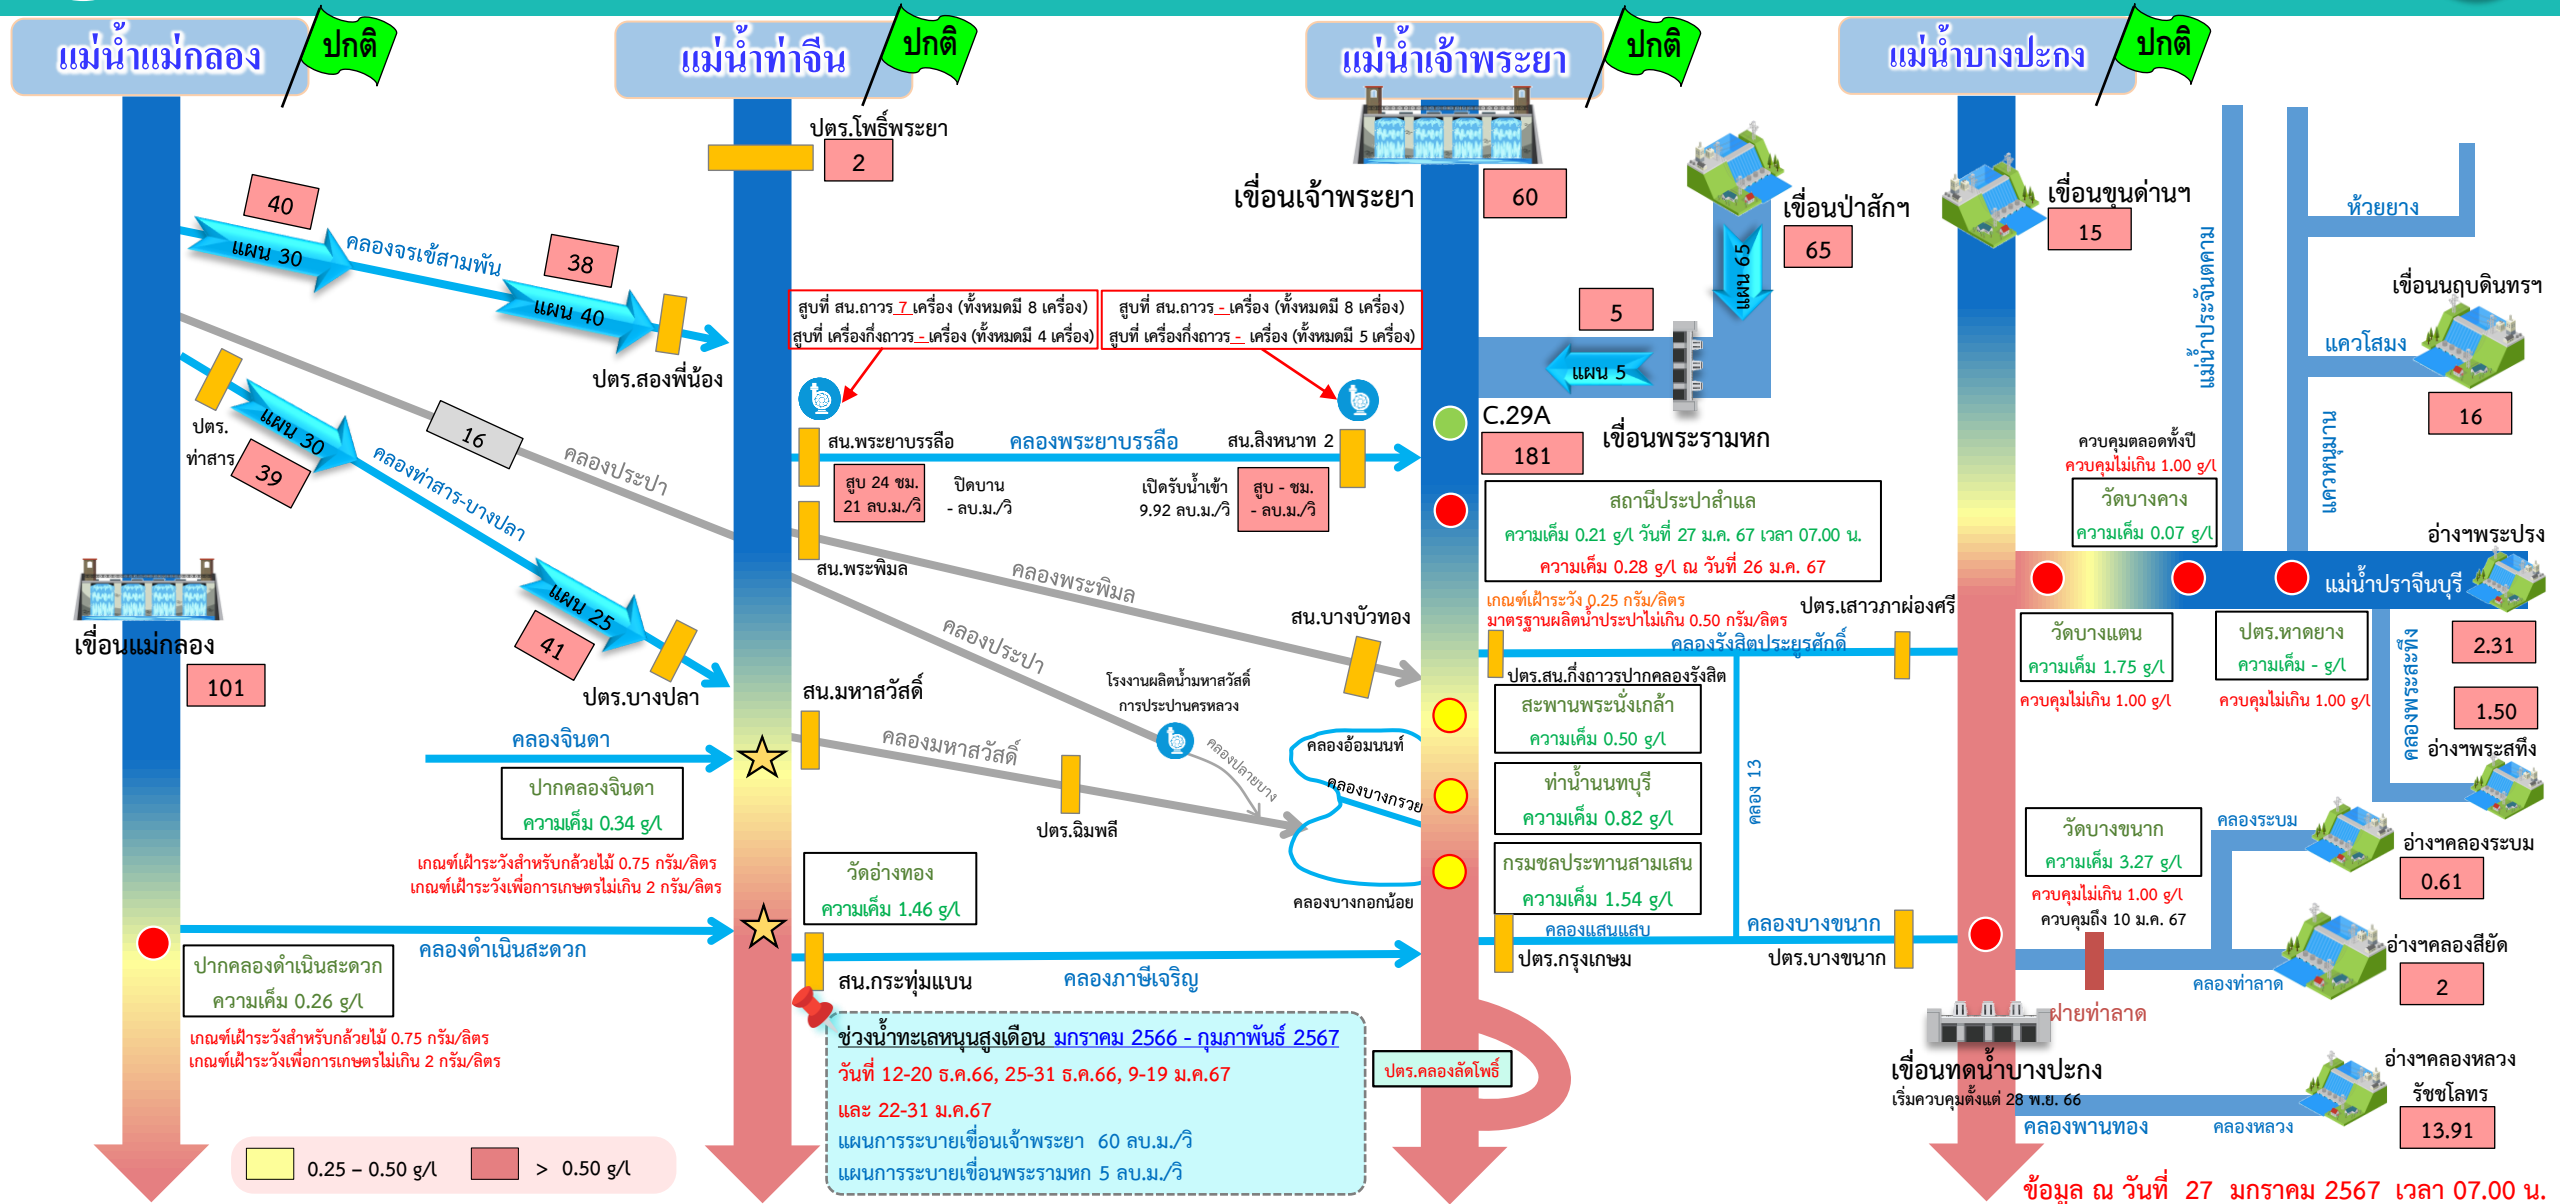 แม่น้ำแม่กลอง
ปกติ
แม่น้ำท่าจีน
ปกติ
แม่น้ำเจ้าพระยา
ปกติ
แม่น้ำบางปะกง
ปกติ
40
แผน 30
คลองจรเข้สามพัน
38
แผน 40
ปตร.สองพี่น้อง
ปตร.
ท่าสาร
แผน 30
39
16
คลองประปา
คลองท่าสาร-บางปลา
แผน 25
41
ปตร.บางปลา
เขื่อนแม่กลอง
101
คลองจินดา
ปากคลองจินดา
ความเค็ม 0.34 g/l
เกณฑ์เฝ้าระวังสำหรับกล้วยไม้ 0.75 กรัม/ลิตร
เกณฑ์เฝ้าระวังเพื่อการเกษตรไม่เกิน 2 กรัม/ลิตร
คลองดำเนินสะดวก
ปากคลองดำเนินสะดวก
ความเค็ม 0.26 g/l
เกณฑ์เฝ้าระวังสำหรับกล้วยไม้ 0.75 กรัม/ลิตร
เกณฑ์เฝ้าระวังเพื่อการเกษตรไม่เกิน 2 กรัม/ลิตร
0.25 – 0.50 g/l
> 0.50 g/l
ปตร.โพธิ์พระยา
2
สูบที่ สน.ถาวร 7 เครื่อง (ทั้งหมดมี 8 เครื่อง)
สูบที่ เครื่องกึ่งถาวร - เครื่อง (ทั้งหมดมี 4 เครื่อง)
สูบที่ สน.ถาวร - เครื่อง (ทั้งหมดมี 8 เครื่อง)
สูบที่ เครื่องกึ่งถาวร - เครื่อง (ทั้งหมดมี 5 เครื่อง)
สน.พระยาบรรลือ
คลองพระยาบรรลือ
สน.สิงหนาท 2
สูบ 24 ชม.
21 ลบ.ม./วิ
ปิดบาน
- ลบ.ม./วิ
เปิดรับน้ำเข้า
9.92 ลบ.ม./วิ
สูบ - ชม.
- ลบ.ม./วิ
สน.พระพิมล
คลองพระพิมล
สน.บางบัวทอง
คลองประปา
โรงงานผลิตน้ำมหาสวัสดิ์
การประปานครหลวง
สน.มหาสวัสดิ์
คลองมหาสวัสดิ์
คลองปลายบาง
ปตร.ฉิมพลี
คลองอ้อมนนท์
คลองบางกรวย
คลองบางกอกน้อย
วัดอ่างทอง
ความเค็ม 1.46 g/l
สน.กระทุ่มแบน
คลองภาษีเจริญ
ช่วงน้ำทะเลหนุนสูงเดือน มกราคม 2566 - กุมภาพันธ์ 2567
วันที่ 12-20 ธ.ค.66, 25-31 ธ.ค.66, 9-19 ม.ค.67
และ 22-31 ม.ค.67
แผนการระบายเขื่อนเจ้าพระยา 60 ลบ.ม./วิ
แผนการระบายเขื่อนพระรามหก 5 ลบ.ม./วิ
ปตร.คลองลัดโพธิ์
เขื่อนเจ้าพระยา
60
เขื่อนป่าสักฯ
65
แผน 65
5
แผน 5
เขื่อนพระรามหก
C.29A
181
สถานีประปาสำแล
ความเค็ม 0.21 g/l วันที่ 27 ม.ค. 67 เวลา 07.00 น.
ความเค็ม 0.28 g/l ณ วันที่ 26 ม.ค. 67
เกณฑ์เฝ้าระวัง 0.25 กรัม/ลิตร
มาตรฐานผลิตน้ำประปาไม่เกิน 0.50 กรัม/ลิตร
ปตร.เสาวภาผ่องศรี
คลองรังสิตประยูรศักดิ์
ปตร.สน.กึ่งถาวรปากคลองรังสิต
สะพานพระนั่งเกล้า
ความเค็ม 0.50 g/l
ท่าน้ำนนทบุรี
ความเค็ม 0.82 g/l
กรมชลประทานสามเสน
ความเค็ม 1.54 g/l
คลอง 13
คลองแสนแสบ
ปตร.กรุงเกษม
คลองบางขนาก
ปตร.บางขนาก
เขื่อนขุนด่านฯ
15
แม่น้ำประจันตคาม
ห้วยยาง
เขื่อนนฤบดินทรฯ
แควโสมง
16
แควหนุมาน
ควบคุมตลอดทั้งปี
ควบคุมไม่เกิน 1.00 g/l
วัดบางคาง
ความเค็ม 0.07 g/l
อ่างฯพระปรง
แม่น้ำปราจีนบุรี
2.31
วัดบางแตน
ความเค็ม 1.75 g/l
ควบคุมไม่เกิน 1.00 g/l
ปตร.หาดยาง
ความเค็ม - g/l
ควบคุมไม่เกิน 1.00 g/l
คลองพระสะทึง
1.50
อ่างฯพระสทึง
วัดบางขนาก
ความเค็ม 3.27 g/l
ควบคุมไม่เกิน 1.00 g/l
ควบคุมถึง 10 ม.ค. 67
คลองระบม
อ่างฯคลองระบม
0.61
อ่างฯคลองสียัด
2
คลองท่าลาด
ฝายท่าลาด
เขื่อนทดน้ำบางปะกง
เริ่มควบคุมตั้งแต่ 28 พ.ย. 66
คลองพานทอง
คลองหลวง
อ่างฯคลองหลวง
รัชชโลทร
13.91
ข้อมูล ณ วันที่ 27 มกราคม 2567 เวลา 07.00 น.